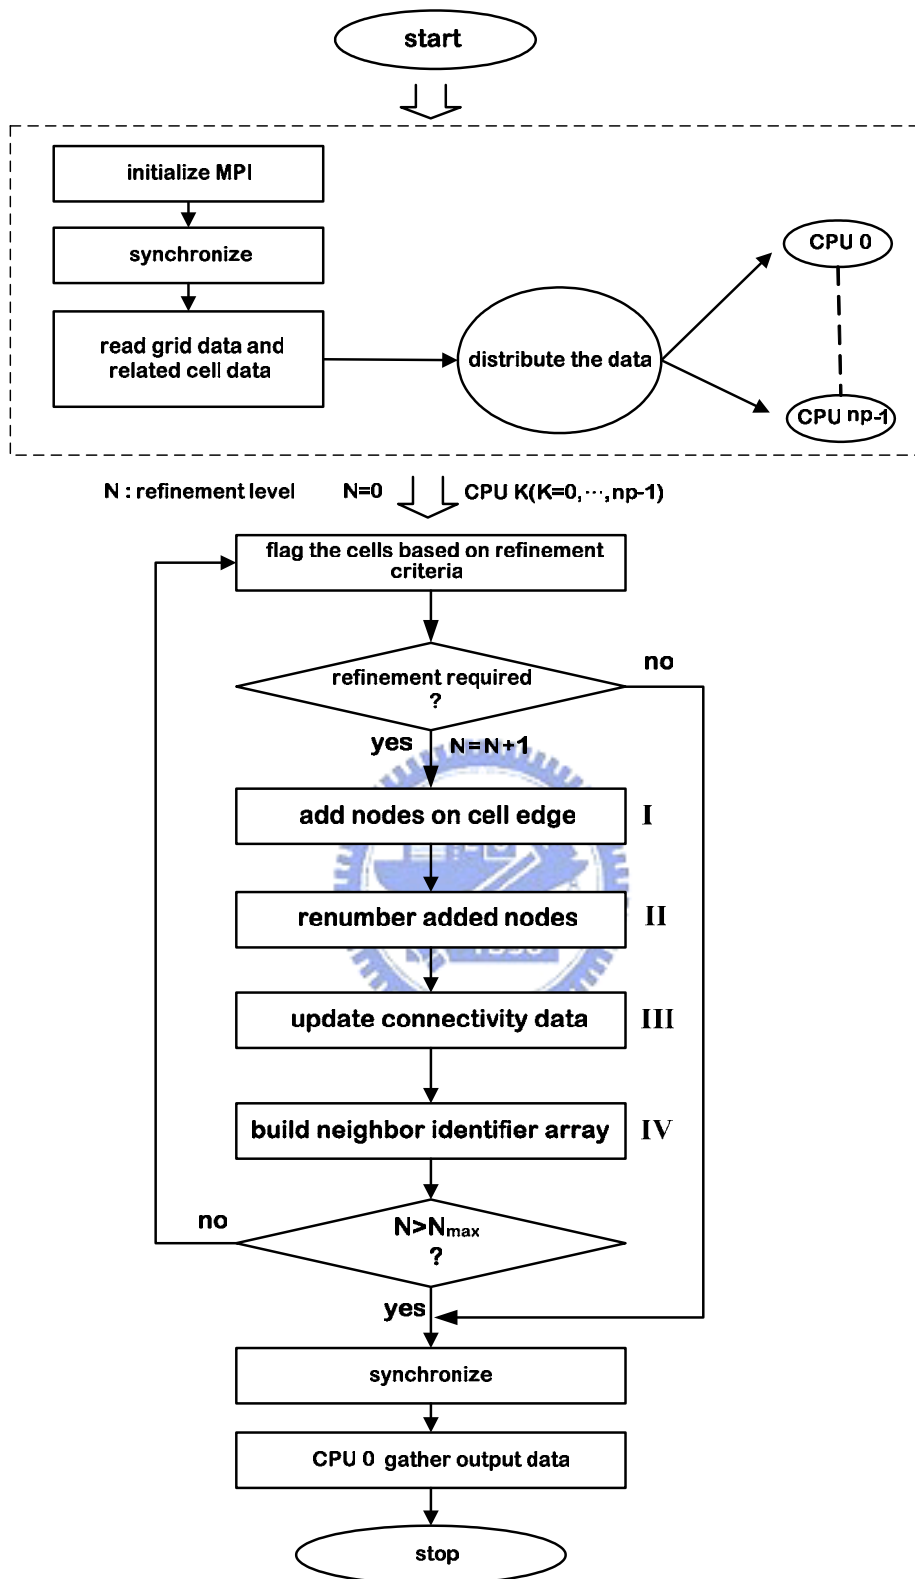 start
initialize MPI
synchronize
read grid data and
related cell data
distribute the data
CPU 0
CPU np-1
N : refinement level N=0 CPU K(K=0,⋯,np-1)
flag the cells based on refinement
criteria
refinement required
?
no
yes N=N+1
add nodes on cell edge I
renumber added nodes II
1896
update connectivity data III
build neighbor identifier array IV
N>Nmax
?
no
yes
synchronize
CPU 0 gather output data
stop